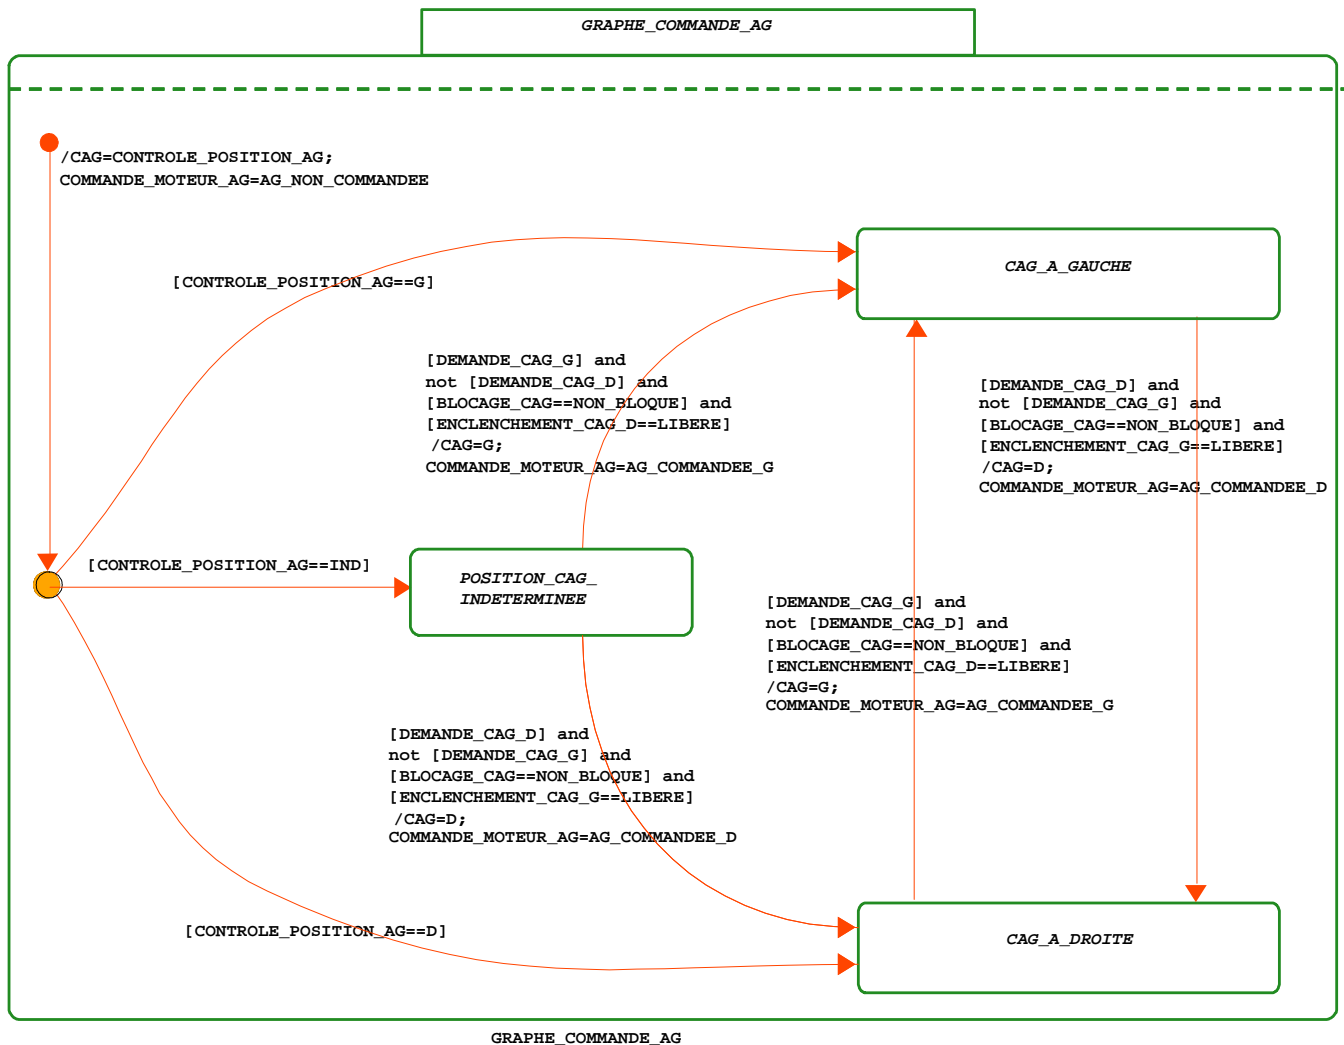 GRAPHE_COMMANDE_AG
/CAG=CONTROLE_POSITION_AG;
COMMANDE_MOTEUR_AG=AG_NON_COMMANDEE
[CONTROLE_POSITION_AG==G]
CAG_A_GAUCHE
[DEMANDE_CAG_G] and
not [DEMANDE_CAG_D] and
[BLOCAGE_CAG==NON_BLOQUE] and
[ENCLENCHEMENT_CAG_D==LIBERE]
/CAG=G;
COMMANDE_MOTEUR_AG=AG_COMMANDEE_G
[DEMANDE_CAG_D] and
not [DEMANDE_CAG_G] and
[BLOCAGE_CAG==NON_BLOQUE] and
[ENCLENCHEMENT_CAG_G==LIBERE]
/CAG=D;
COMMANDE_MOTEUR_AG=AG_COMMANDEE_D
[CONTROLE_POSITION_AG==IND]
POSITION_CAG_
INDETERMINEE
[DEMANDE_CAG_G] and
not [DEMANDE_CAG_D] and
[BLOCAGE_CAG==NON_BLOQUE] and
[ENCLENCHEMENT_CAG_D==LIBERE]
/CAG=G;
COMMANDE_MOTEUR_AG=AG_COMMANDEE_G
[DEMANDE_CAG_D] and
not [DEMANDE_CAG_G] and
[BLOCAGE_CAG==NON_BLOQUE] and
[ENCLENCHEMENT_CAG_G==LIBERE]
/CAG=D;
COMMANDE_MOTEUR_AG=AG_COMMANDEE_D
[CONTROLE_POSITION_AG==D]
CAG_A_DROITE
GRAPHE_COMMANDE_AG